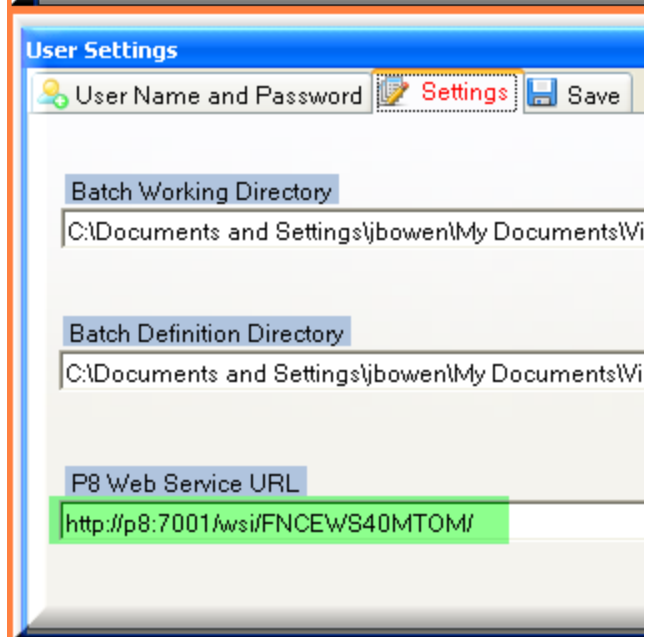 User Settings
User Name and Password Settings Save
Batch Working Directory
C:\Documents and Settings\jbowen\My Documents\Vi
Batch Definition Directory
C:\Documents and Settings\jbowen\My Documents\Vi
P8 Web Service URL
http://p8:7001/wsi/FNCEWS40MTOM/